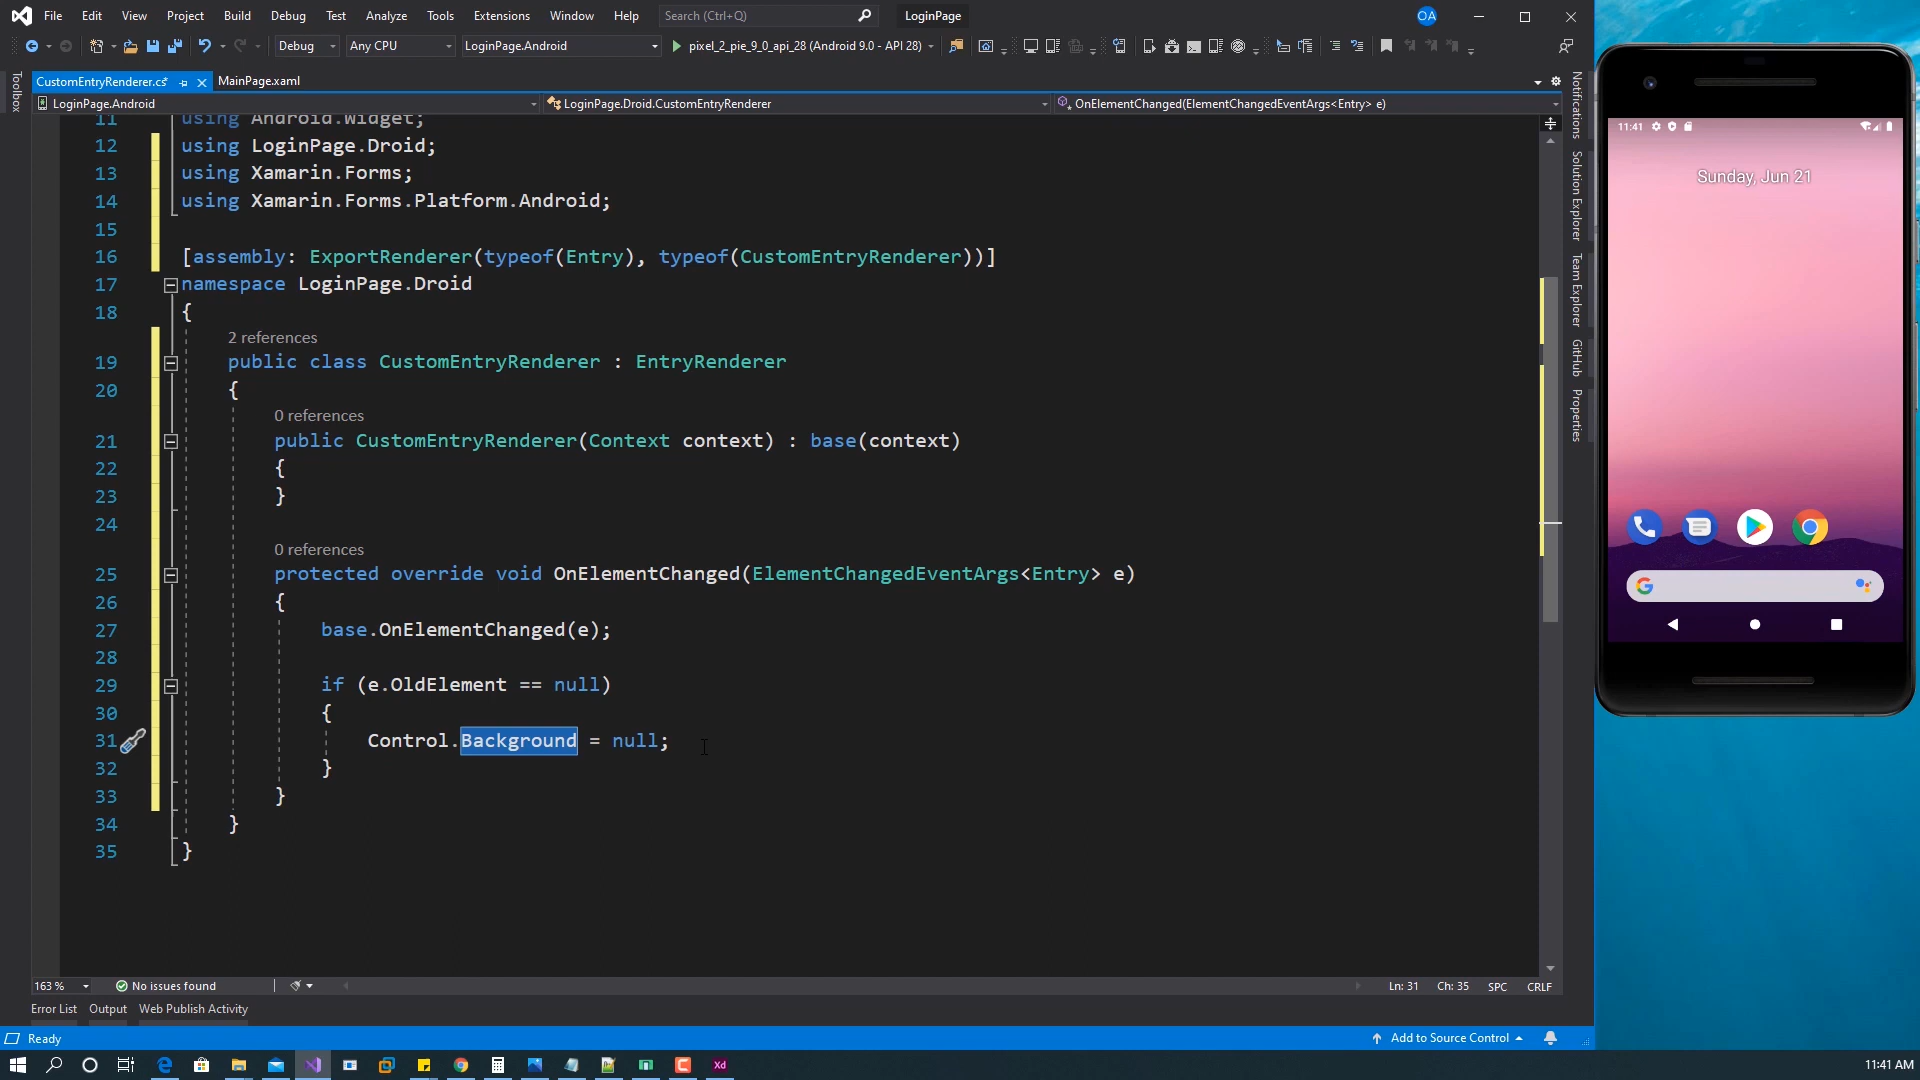 File Edit View Project Build Debug Test Analyze Tools Extensions Window Help Search (Ctrl+Q) LoginPage OA
Debug Any CPU LoginPage.Android pixel_2_pie_9_0_api_28 (Android 9.0 - API 28)
CustomEntryRenderer.cs* MainPage.xaml
LoginPage.Android LoginPage.Droid.CustomEntryRenderer OnElementChanged(ElementChangedEventArgs<Entry> e)
Toolbox
Notifications
Solution Explorer
Team Explorer
GitHub
Properties
11 using Android.Widget;
12 using LoginPage.Droid;
13 using Xamarin.Forms;
14 using Xamarin.Forms.Platform.Android;
15
16 [assembly: ExportRenderer(typeof(Entry), typeof(CustomEntryRenderer))]
17 namespace LoginPage.Droid
18 {
2 references
19 public class CustomEntryRenderer : EntryRenderer
20 {
0 references
21 public CustomEntryRenderer(Context context) : base(context)
22 {
23 }
24
0 references
25 protected override void OnElementChanged(ElementChangedEventArgs<Entry> e)
26 {
27 base.OnElementChanged(e);
28
29 if (e.OldElement == null)
30 {
31 Control.Background = null;
32 }
33 }
34 }
35 }
163 % No issues found Ln: 31 Ch: 35 SPC CRLF
Error List Output Web Publish Activity
Ready Add to Source Control
Xd 11:41 AM
11:41
Sunday, Jun 21
G